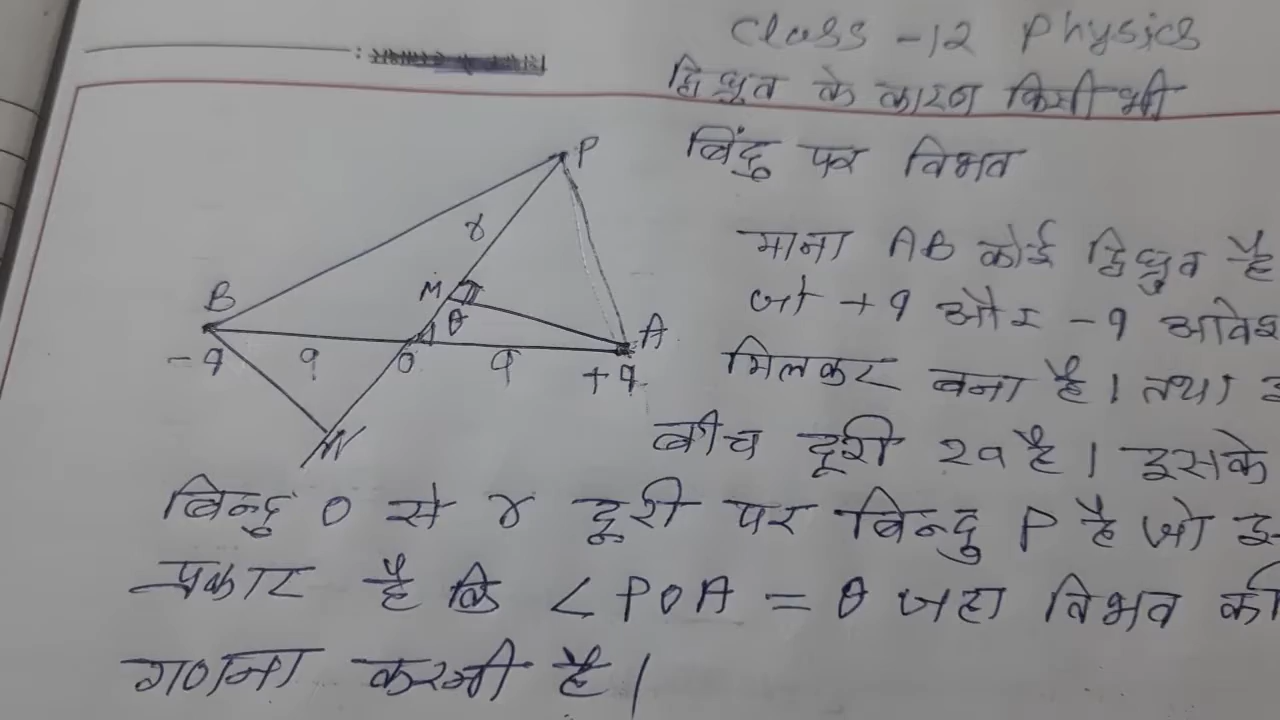 Class -12 Physics
द्विध्रुव के कारण किसी भी
बिंदु पर विभव
P
r
M
θ
B
A
-q
a
O
a
+q
N
माना AB कोई द्विध्रुव है
जो +q और -q आवेश
मिलकर बना है। तथा
बीच दूरी 2a है। इसके
बिन्दु O से r दूरी पर बिन्दु P है जो
प्रकार है कि <POA = θ जहा विभव की
गणना करनी है।